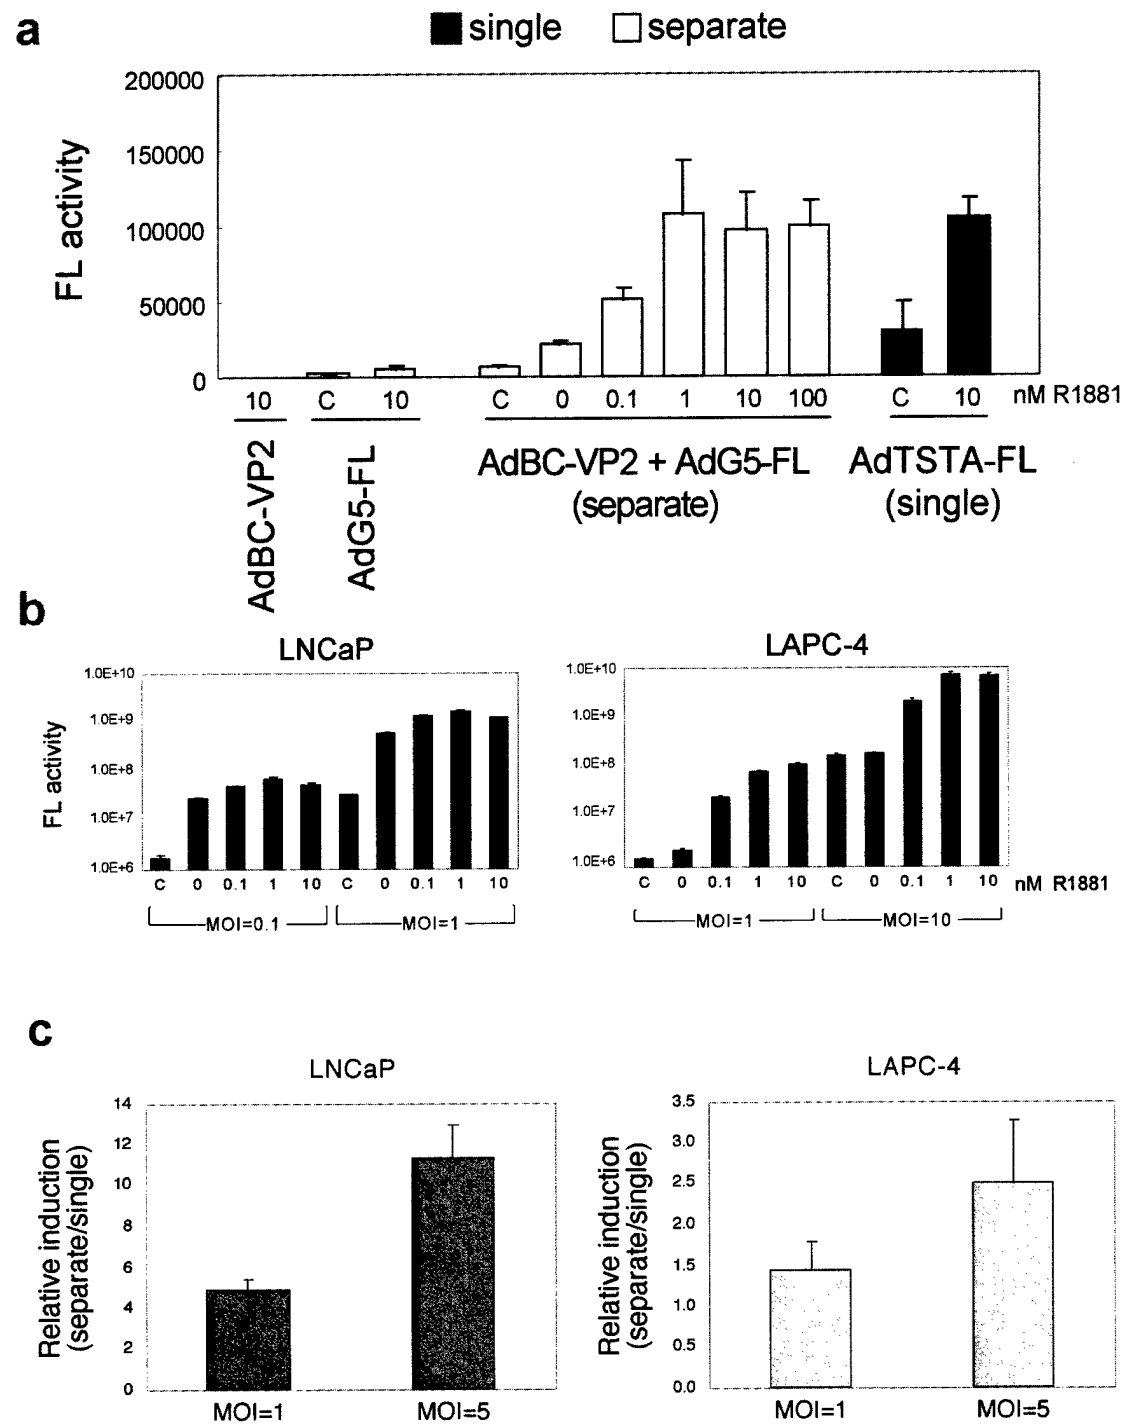 a
single separate
FL activity
200000
150000
100000
50000
0
10 C 10 C 0 0.1 1 10 100 C 10 nM R1881
AdBC-VP2
AdG5-FL
AdBC-VP2 + AdG5-FL
(separate)
AdTSTA-FL
(single)
b
LNCaP
FL activity
1.0E+10
1.0E+9
1.0E+8
1.0E+7
1.0E+6
C 0 0.1 1 10 C 0 0.1 1 10
MOI=0.1 MOI=1
LAPC-4
1.0E+10
1.0E+9
1.0E+8
1.0E+7
1.0E+6
C 0 0.1 1 10 C 0 0.1 1 10 nM R1881
MOI=1 MOI=10
c
LNCaP
Relative induction
(separate/single)
14
12
10
8
6
4
2
0
MOI=1 MOI=5
LAPC-4
Relative induction
(separate/single)
3.5
3.0
2.5
2.0
1.5
1.0
0.5
0.0
MOI=1 MOI=5